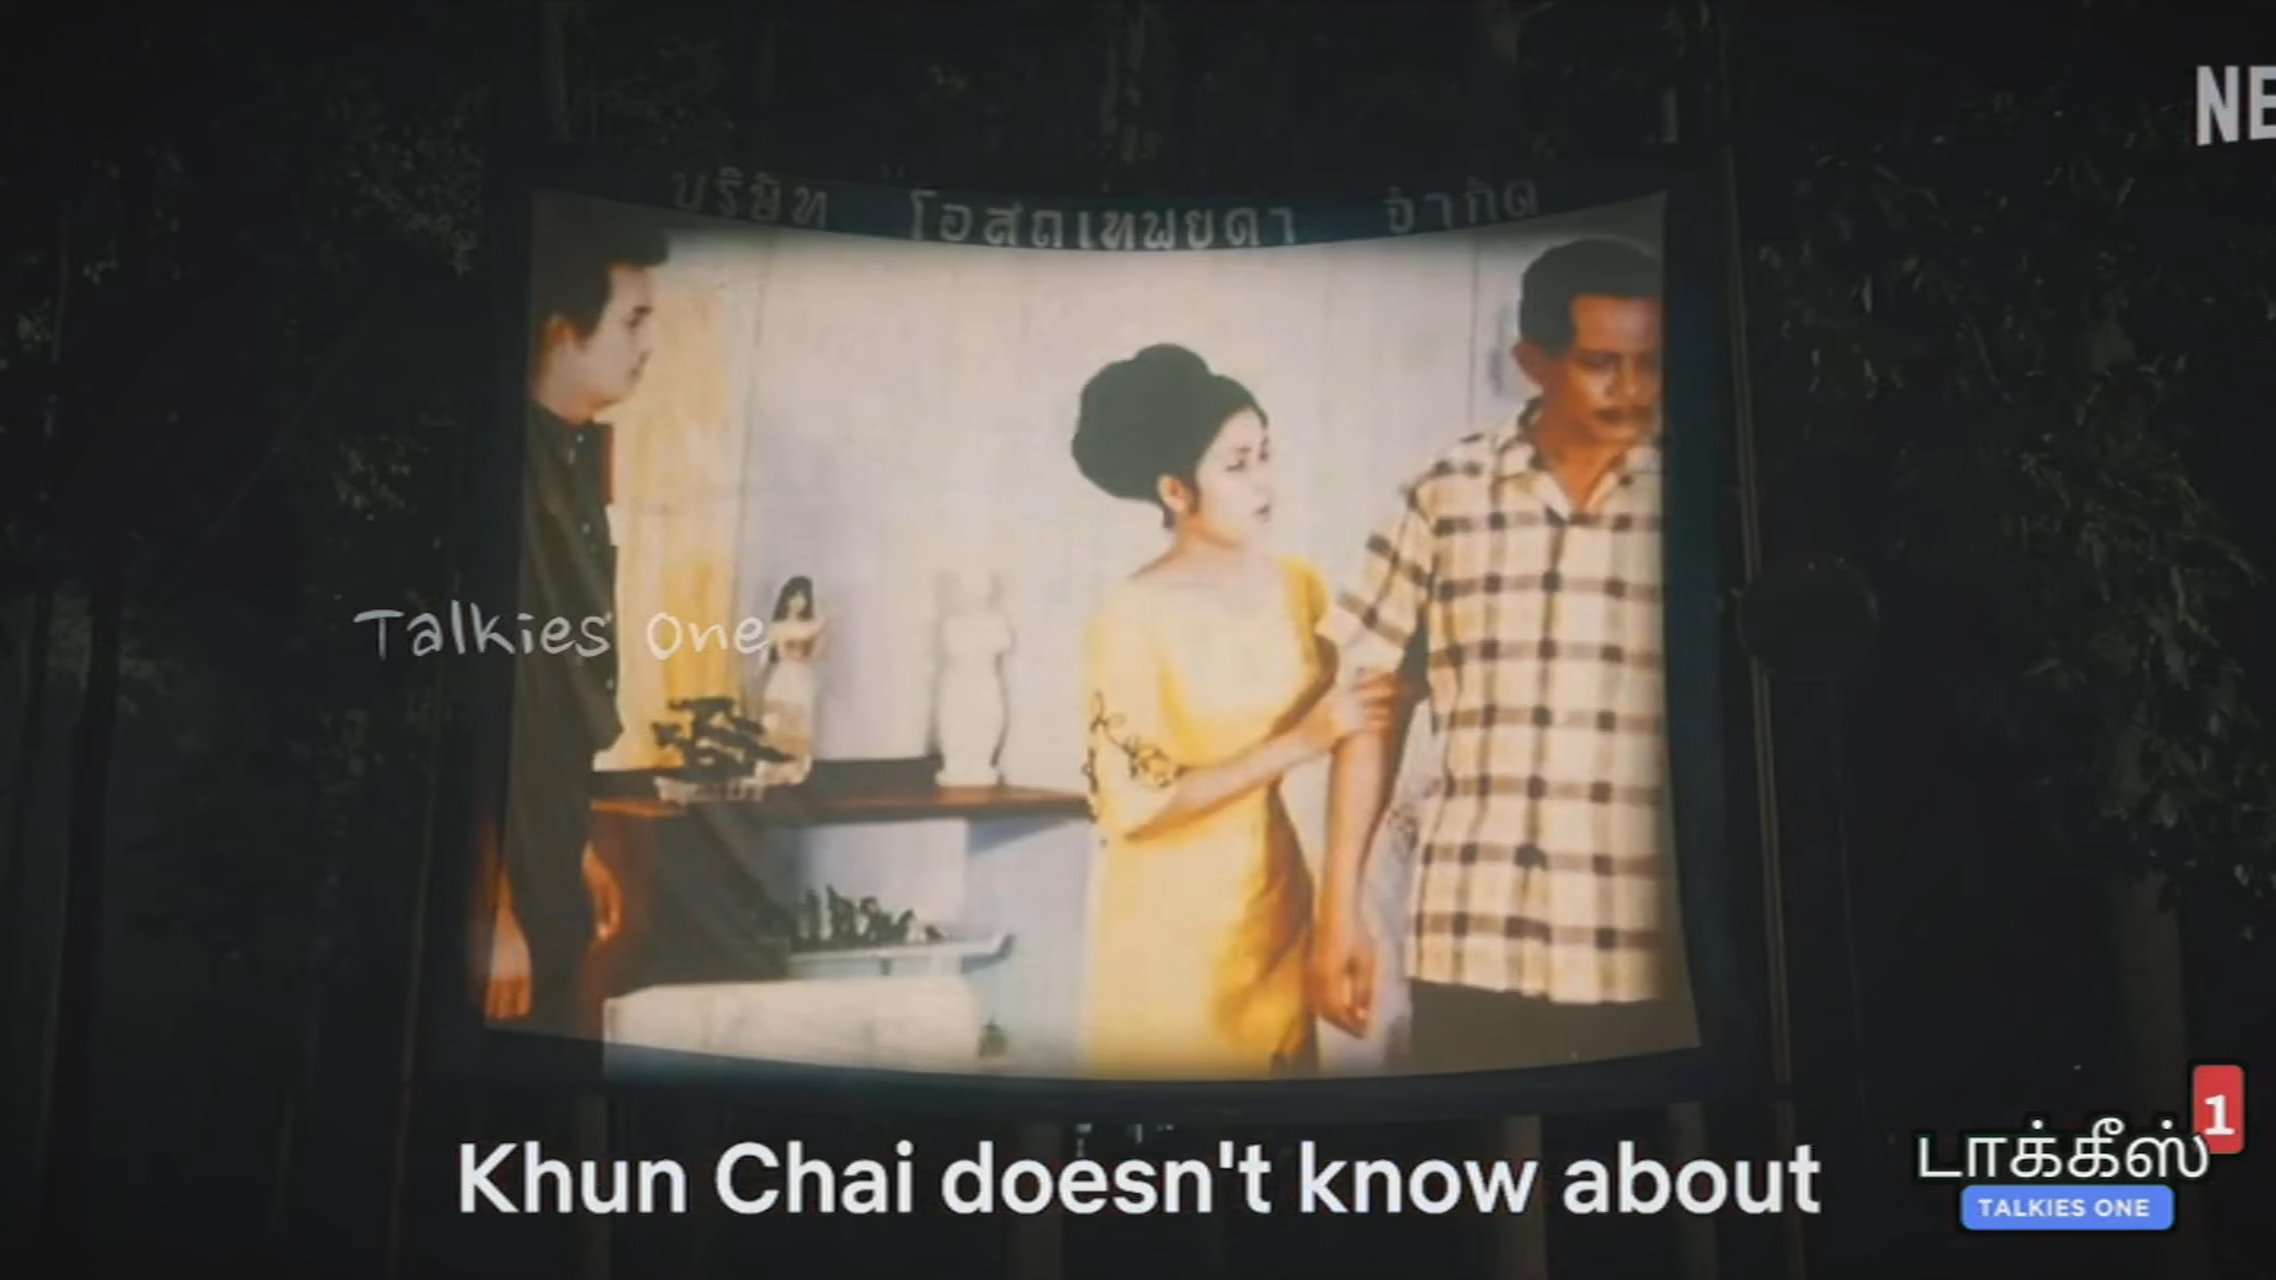 NE
บริษัท โอสถเทพยดา จำกัด
Talkies One
Khun Chai doesn't know about
டாக்கீஸ் 1
TALKIES ONE